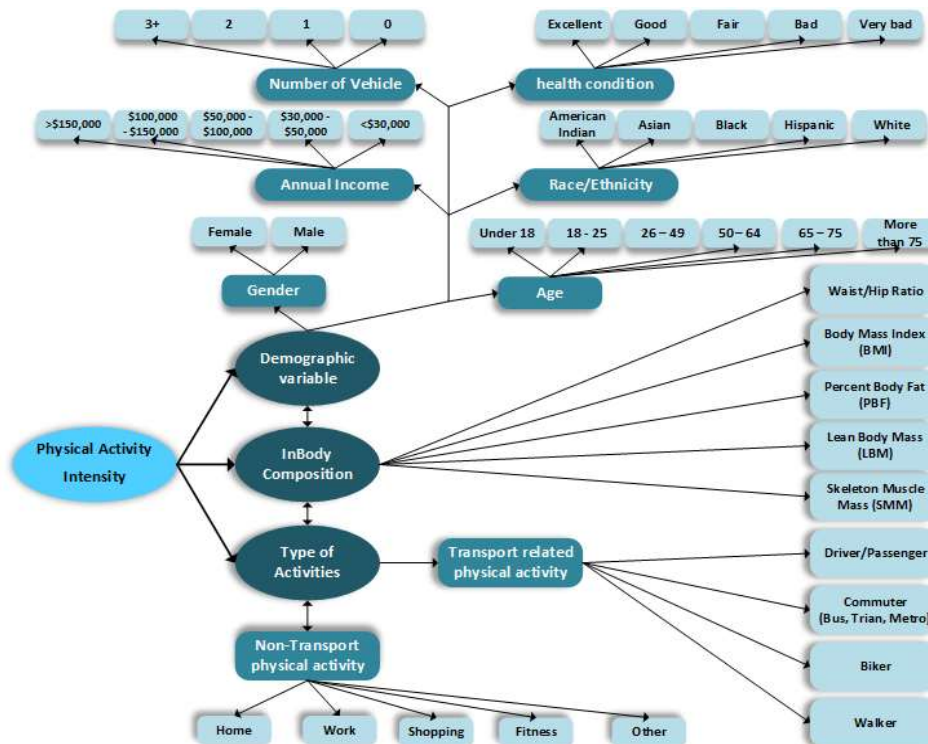 3+
2
1
0
Excellent
Good
Fair
Bad
Very bad
Number of Vehicle
health condition
>$150,000
$100,000
- $150,000
$50,000 -
$100,000
$30,000 -
$50,000
<$30,000
American
Indian
Asian
Black
Hispanic
White
Annual Income
Race/Ethnicity
Female
Male
Under 18
18 - 25
26 – 49
50 – 64
65 – 75
More
than 75
Gender
Age
Waist/Hip Ratio
Demographic
variable
Body Mass Index
(BMI)
Percent Body Fat
(PBF)
Physical Activity
Intensity
InBody
Composition
Lean Body Mass
(LBM)
Skeleton Muscle
Mass (SMM)
Type of
Activities
Transport related
physical activity
Driver/Passenger
Commuter
(Bus, Trian, Metro)
Non-Transport
physical activity
Biker
Walker
Home
Work
Shopping
Fitness
Other